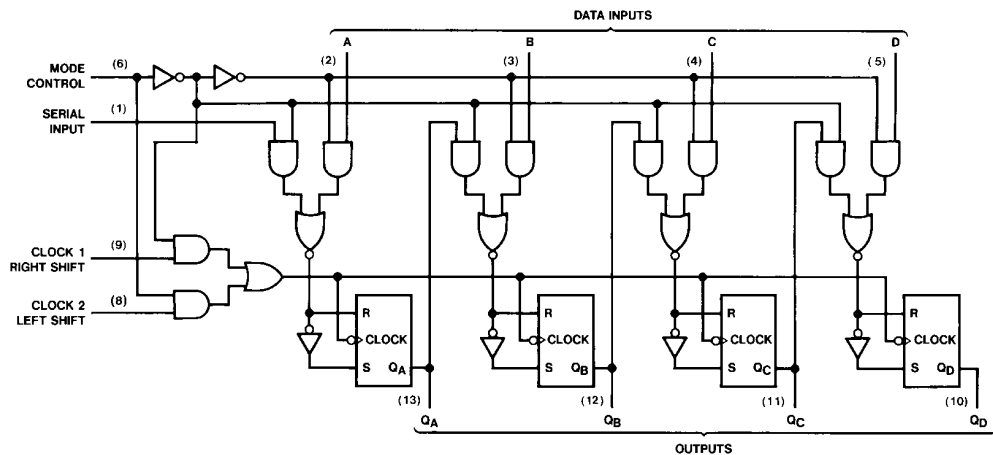 DATA INPUTS
A
B
C
D
MODE
CONTROL
(6)
(2)
(3)
(4)
(5)
SERIAL
INPUT
(1)
CLOCK 1
RIGHT SHIFT
(9)
CLOCK 2
LEFT SHIFT
(8)
R
CLOCK
S QA
R
CLOCK
S QB
R
CLOCK
S QC
R
CLOCK
S QD
(13)
(12)
(11)
(10)
QA
QB
QC
QD
OUTPUTS